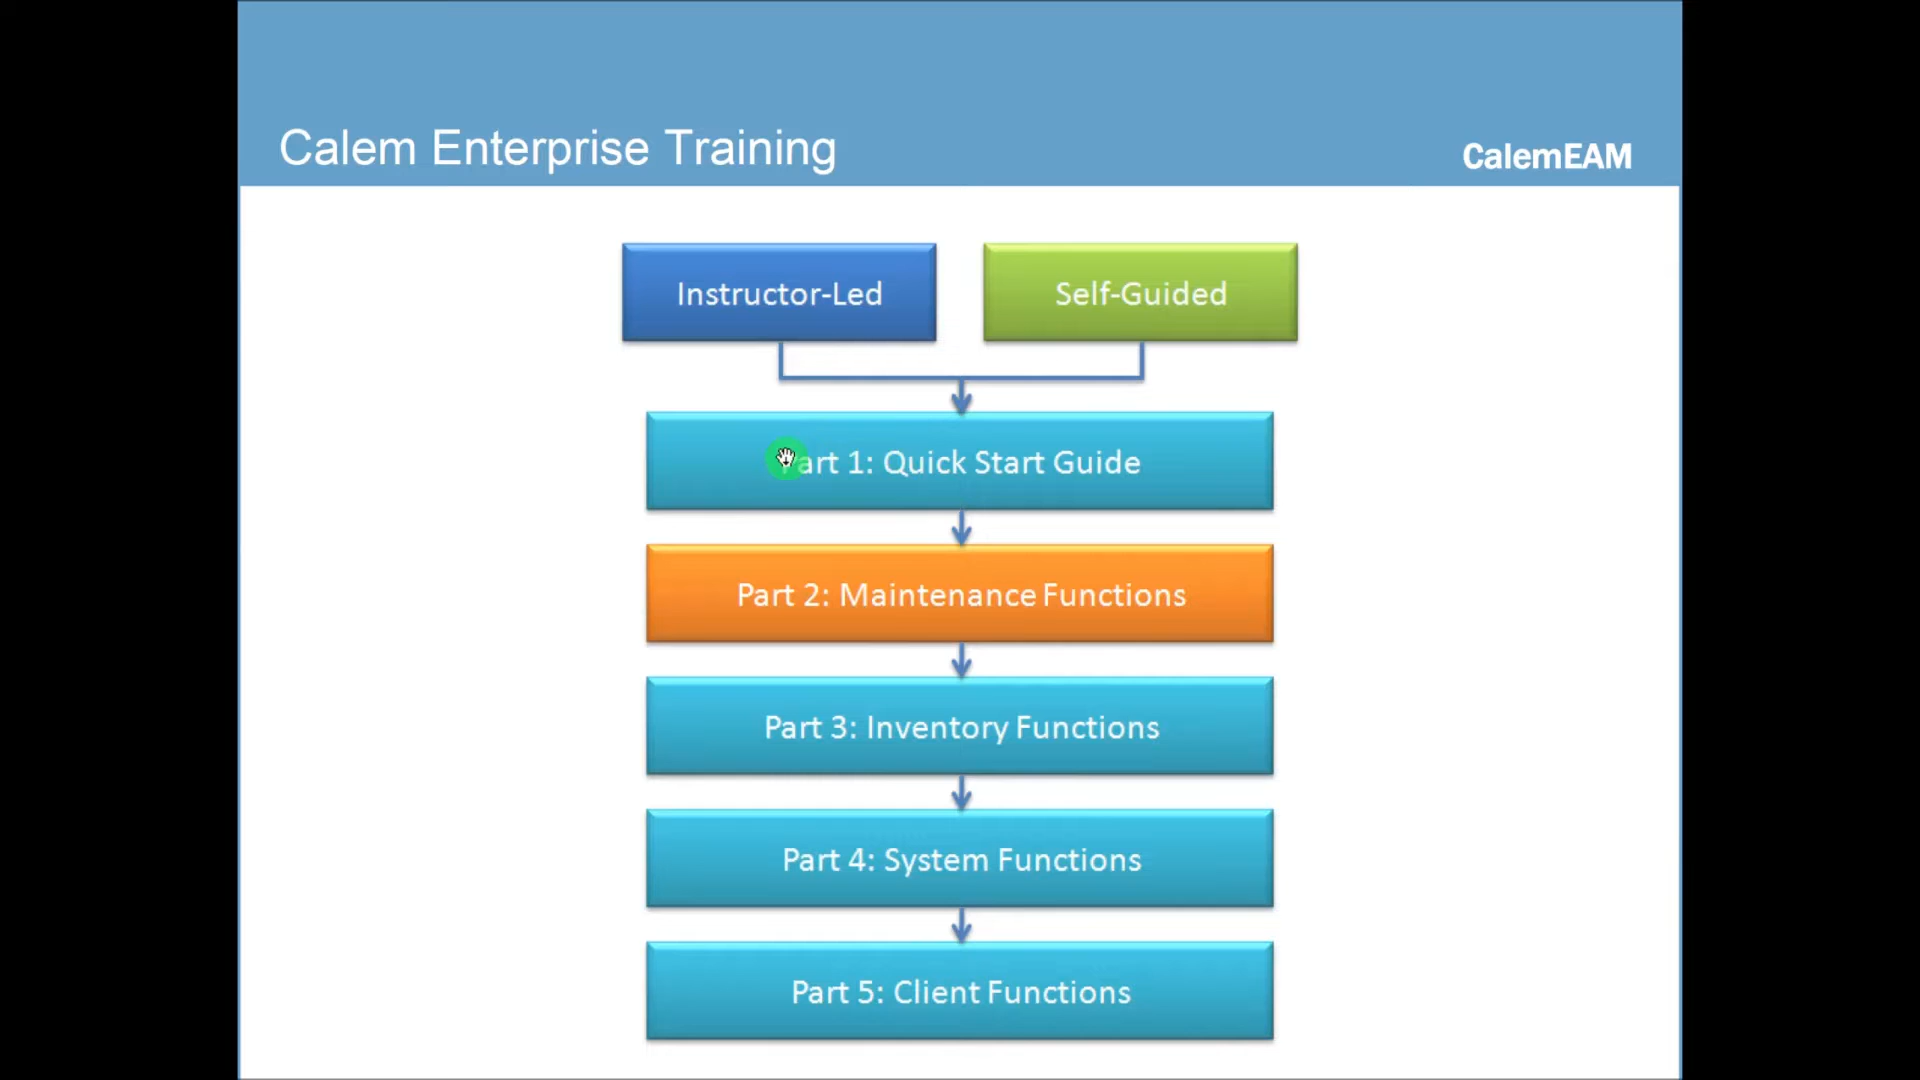 Calem Enterprise Training
CalemEAM
Instructor-Led
Self-Guided
Part 1: Quick Start Guide
Part 2: Maintenance Functions
Part 3: Inventory Functions
Part 4: System Functions
Part 5: Client Functions